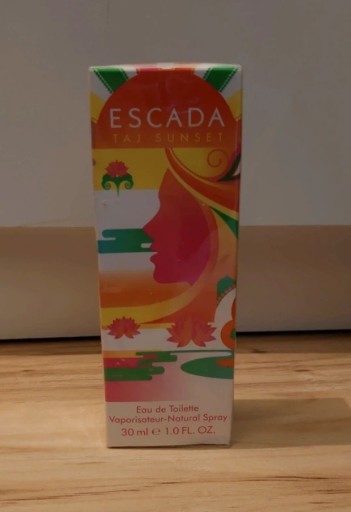 ESCADA
TAJ SUNSET
Eau de Toilette
Vaporisateur-Natural Spray
30 ml ℮ 1.0 FL. OZ.